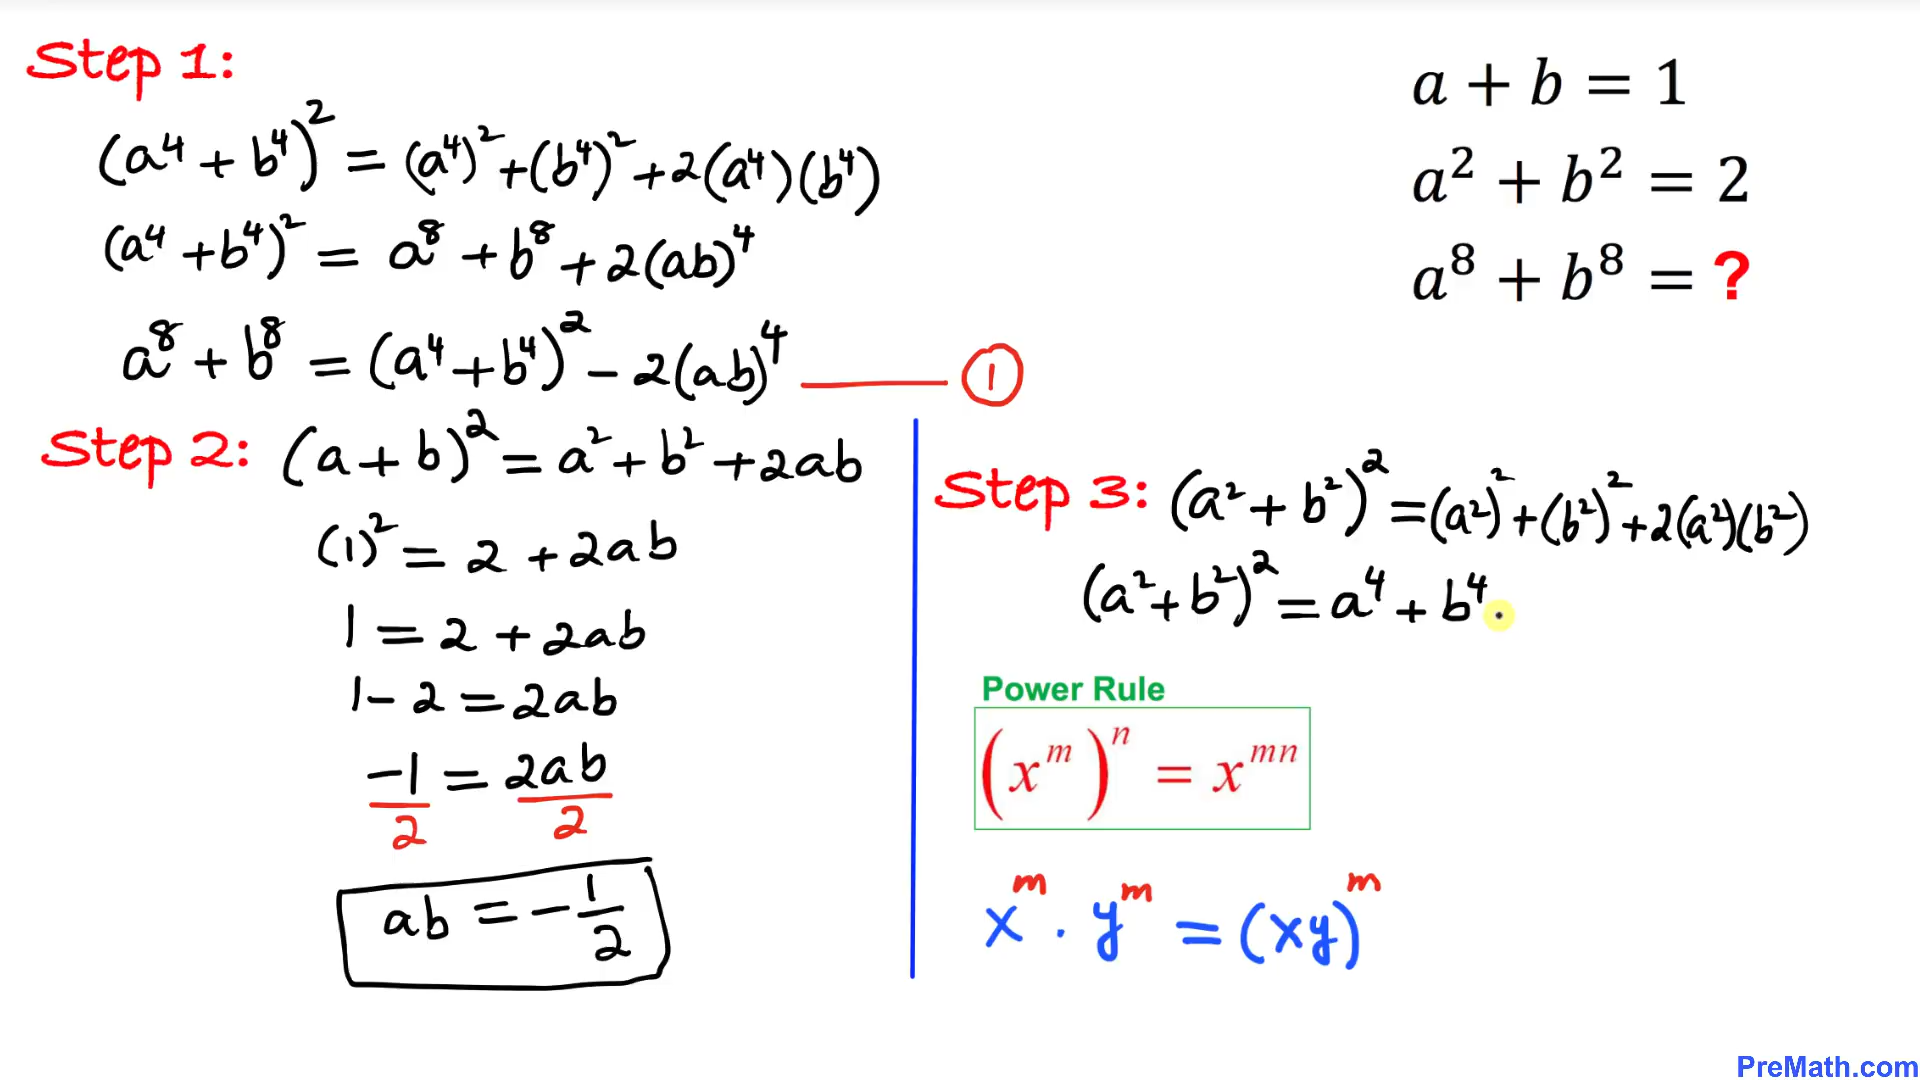 Step 1:
(a⁴ + b⁴)² = (a⁴)² + (b⁴)² + 2(a⁴)(b⁴)
(a⁴ + b⁴)² = a⁸ + b⁸ + 2(ab)⁴
a⁸ + b⁸ = (a⁴ + b⁴)² − 2(ab)⁴ —— ①
a + b = 1
a² + b² = 2
a⁸ + b⁸ = ?
Step 2: (a + b)² = a² + b² + 2ab
(1)² = 2 + 2ab
1 = 2 + 2ab
1 − 2 = 2ab
−1/2 = 2ab/2
ab = −1/2
Step 3: (a² + b²)² = (a²)² + (b²)² + 2(a²)(b²)
(a² + b²)² = a⁴ + b⁴
Power Rule
(xᵐ)ⁿ = xᵐⁿ
xᵐ · yᵐ = (xy)ᵐ
PreMath.com